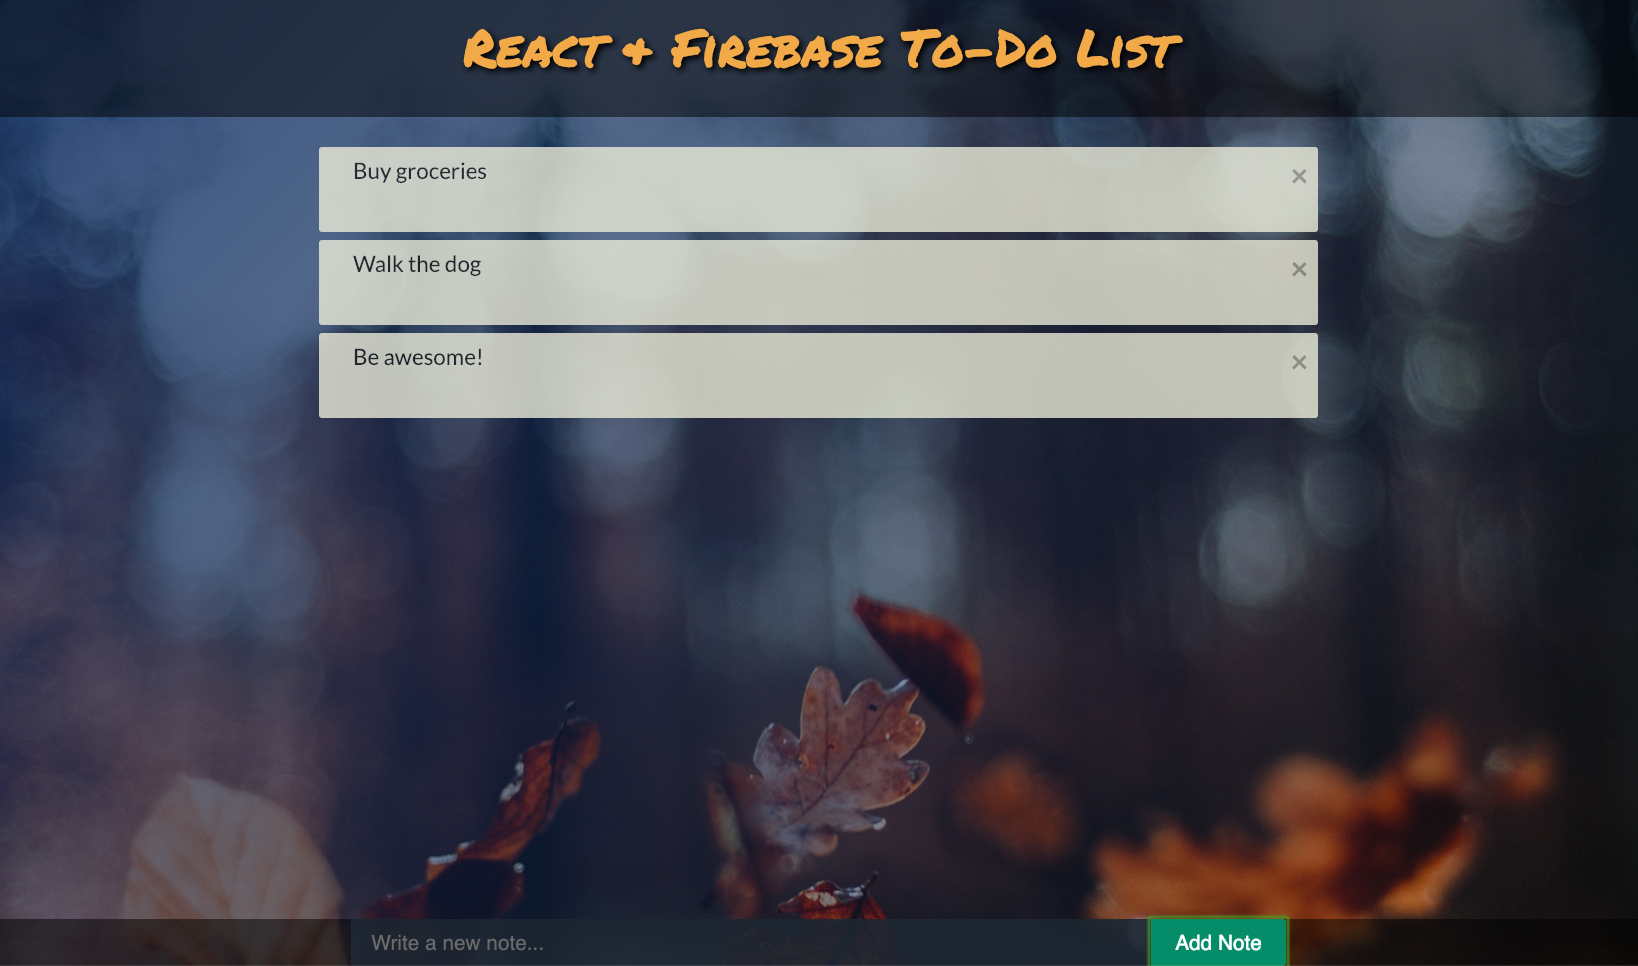 React & Firebase To-Do List
Buy groceries
×
Walk the dog
×
Be awesome!
×
Write a new note...
Add Note